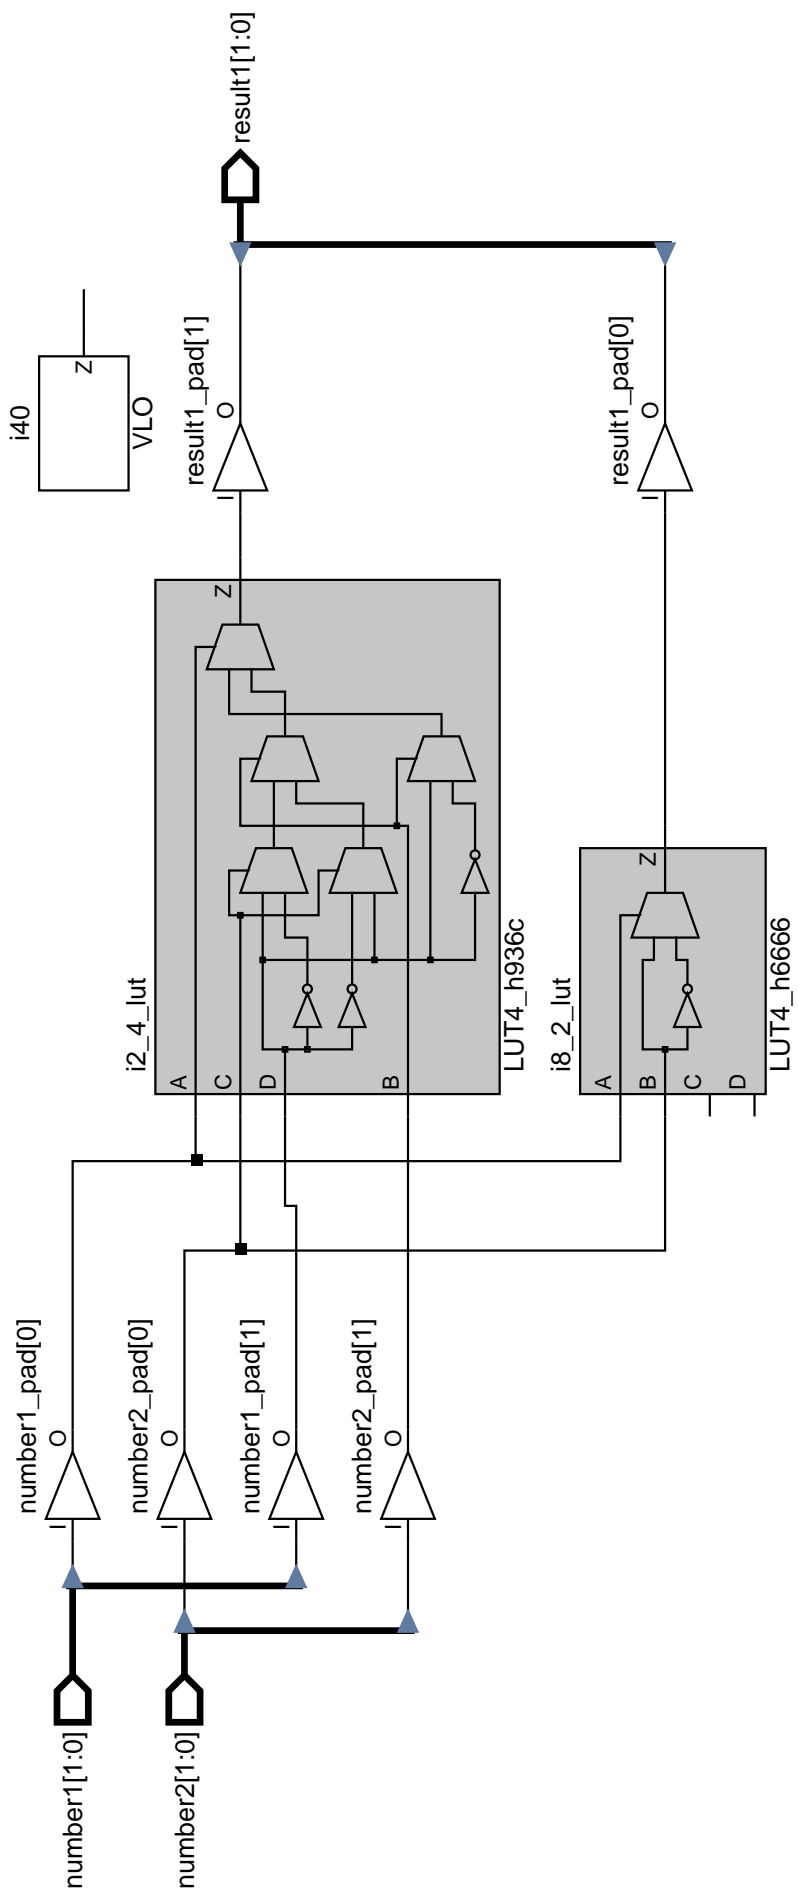 number1[1:0]
number2[1:0]
number1_pad[0]
I
O
number2_pad[0]
I
O
number1_pad[1]
I
O
number2_pad[1]
I
O
i2_4_lut
A
C
D
B
Z
LUT4_h936c
i8_2_lut
A
B
C
D
Z
LUT4_h6666
i40
Z
VLO
result1_pad[1]
I
O
result1_pad[0]
I
O
result1[1:0]